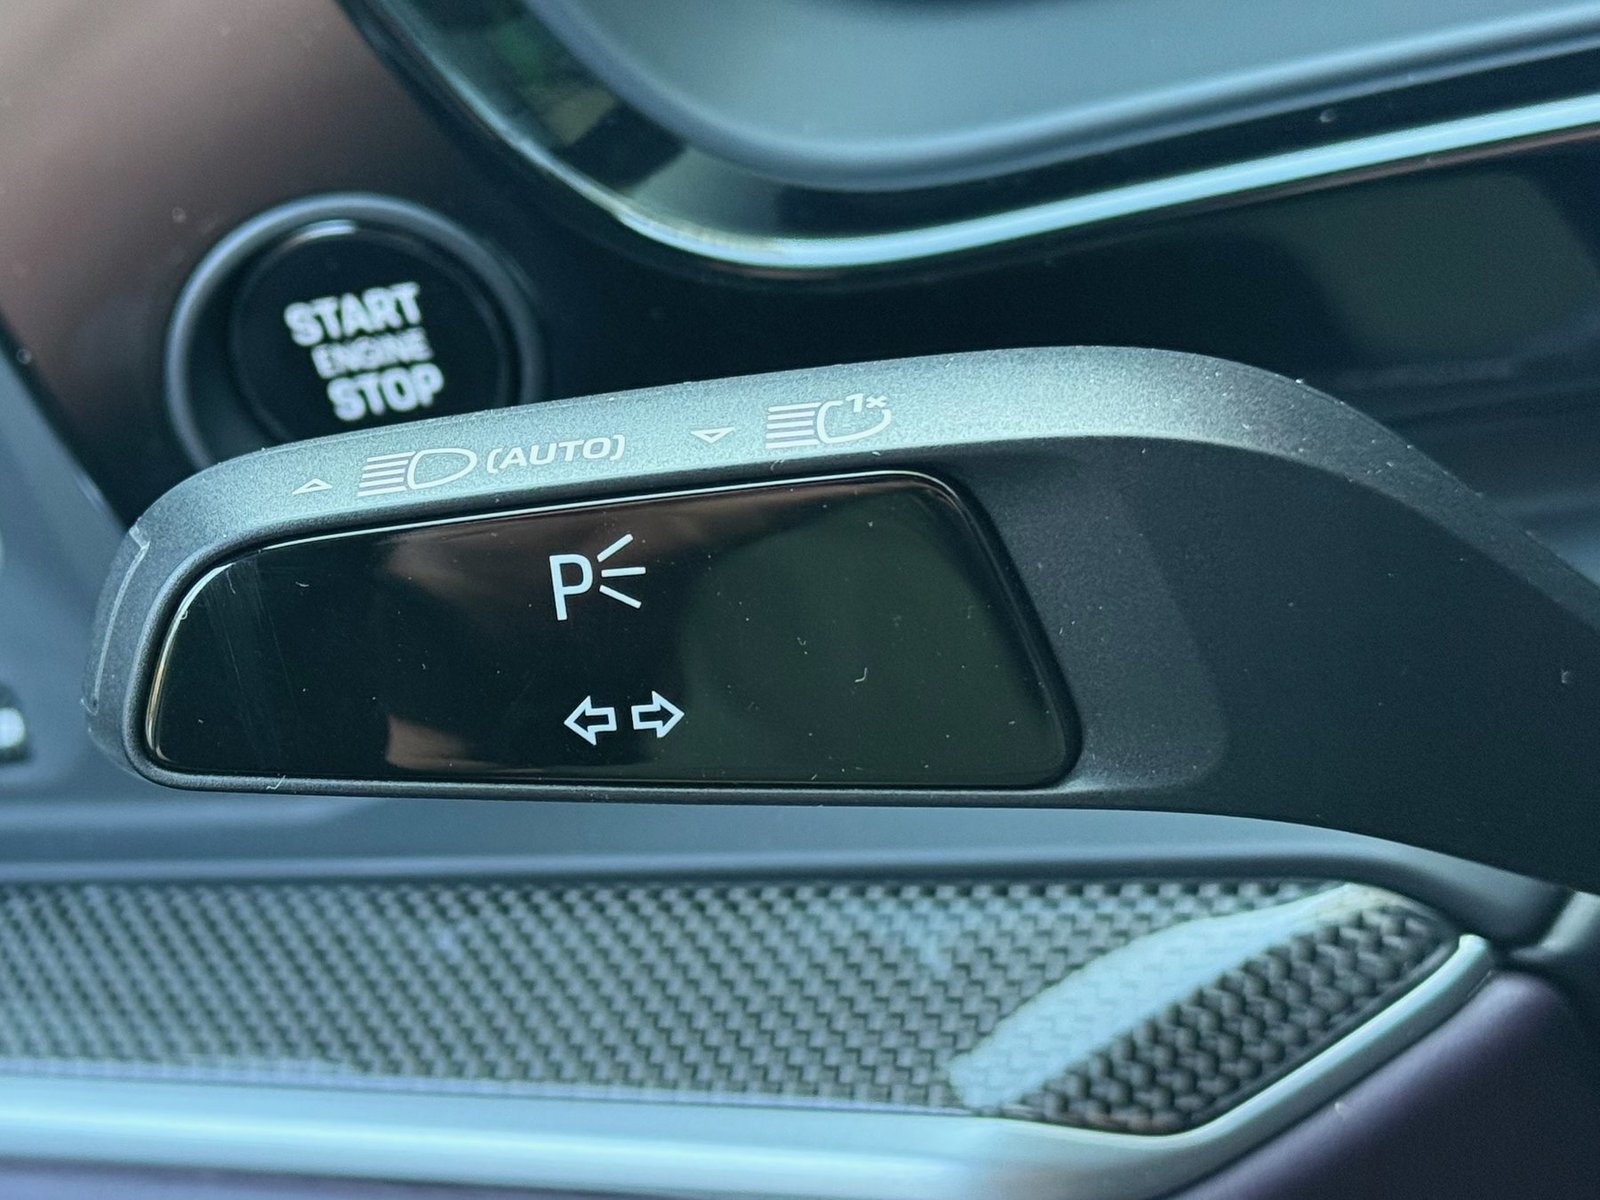 START
ENGINE
STOP
(AUTO)
1x
P